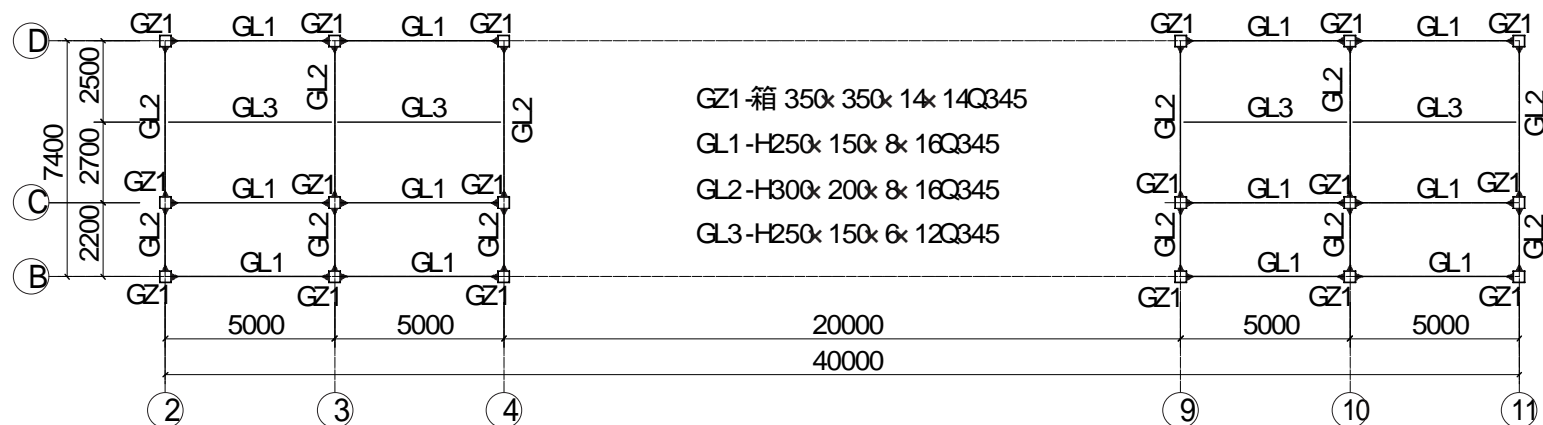 GZ1 GL1 GZ1 GL1 GZ1 GZ1 GL1 GZ1 GL1 GZ1
D
2500
GL2 GL2
GL2 GL3 GL3 GL2 GL2 GL3 GL3 GL2
GZ1-箱 350×350×14×14Q345
GL1-H250×150×8×16Q345
GL2-H300×200×8×16Q345
GL3-H250×150×6×12Q345
7400
2700
GZ1 GL1 GZ1 GL1 GZ1 GZ1 GL1 GZ1 GL1 GZ1
C
2200
GL2 GL2 GL2 GL2 GL2 GL2
B
GL1 GL1 GL1 GL1
GZ1 GZ1 GZ1 GZ1 GZ1 GZ1
5000 5000 20000 5000 5000
40000
2 3 4 9 10 11